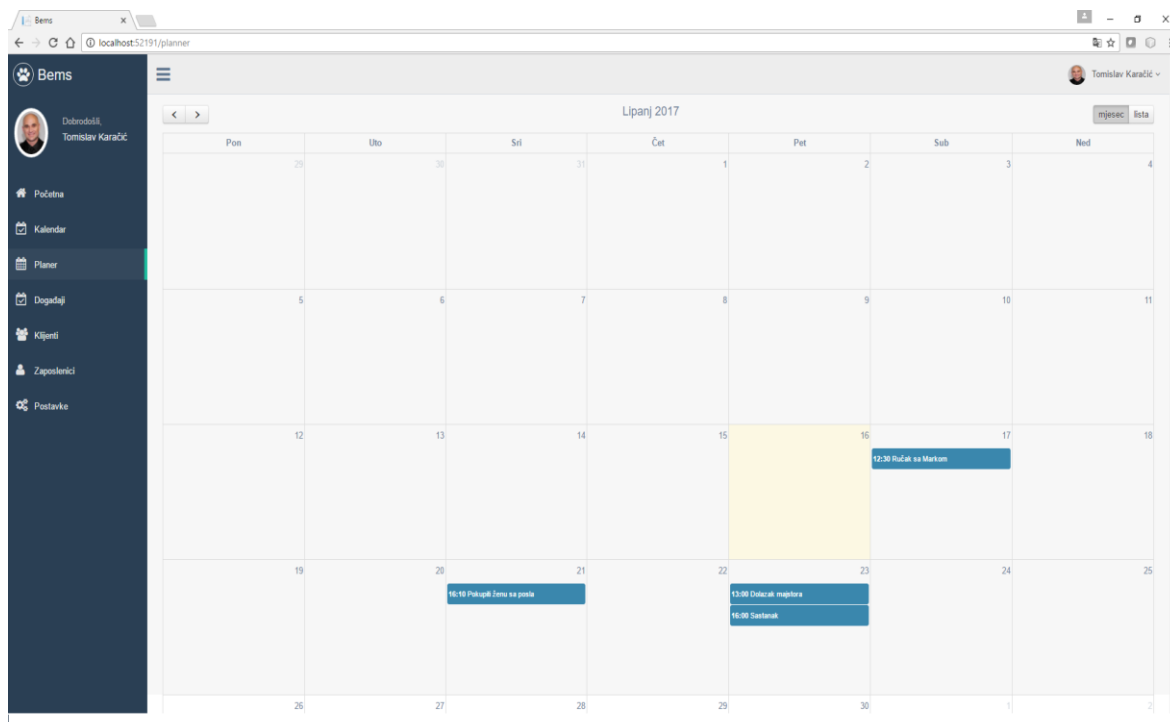 Bems
localhost:52191/planner
Bems
Tomislav Karačić
Dobrodošli,
Tomislav Karačić
Početna
Kalendar
Planer
Događaji
Klijenti
Zaposlenici
Postavke
Lipanj 2017
mjesec lista
Pon Uto Sri Čet Pet Sub Ned
29 30 31 1 2 3 4
5 6 7 8 9 10 11
12 13 14 15 16 17 18
12:30 Ručak sa Markom
19 20 21 22 23 24 25
16:10 Pokupiti ženu sa posla
13:00 Dolazak majstora
16:00 Sastanak
26 27 28 29 30 1 2